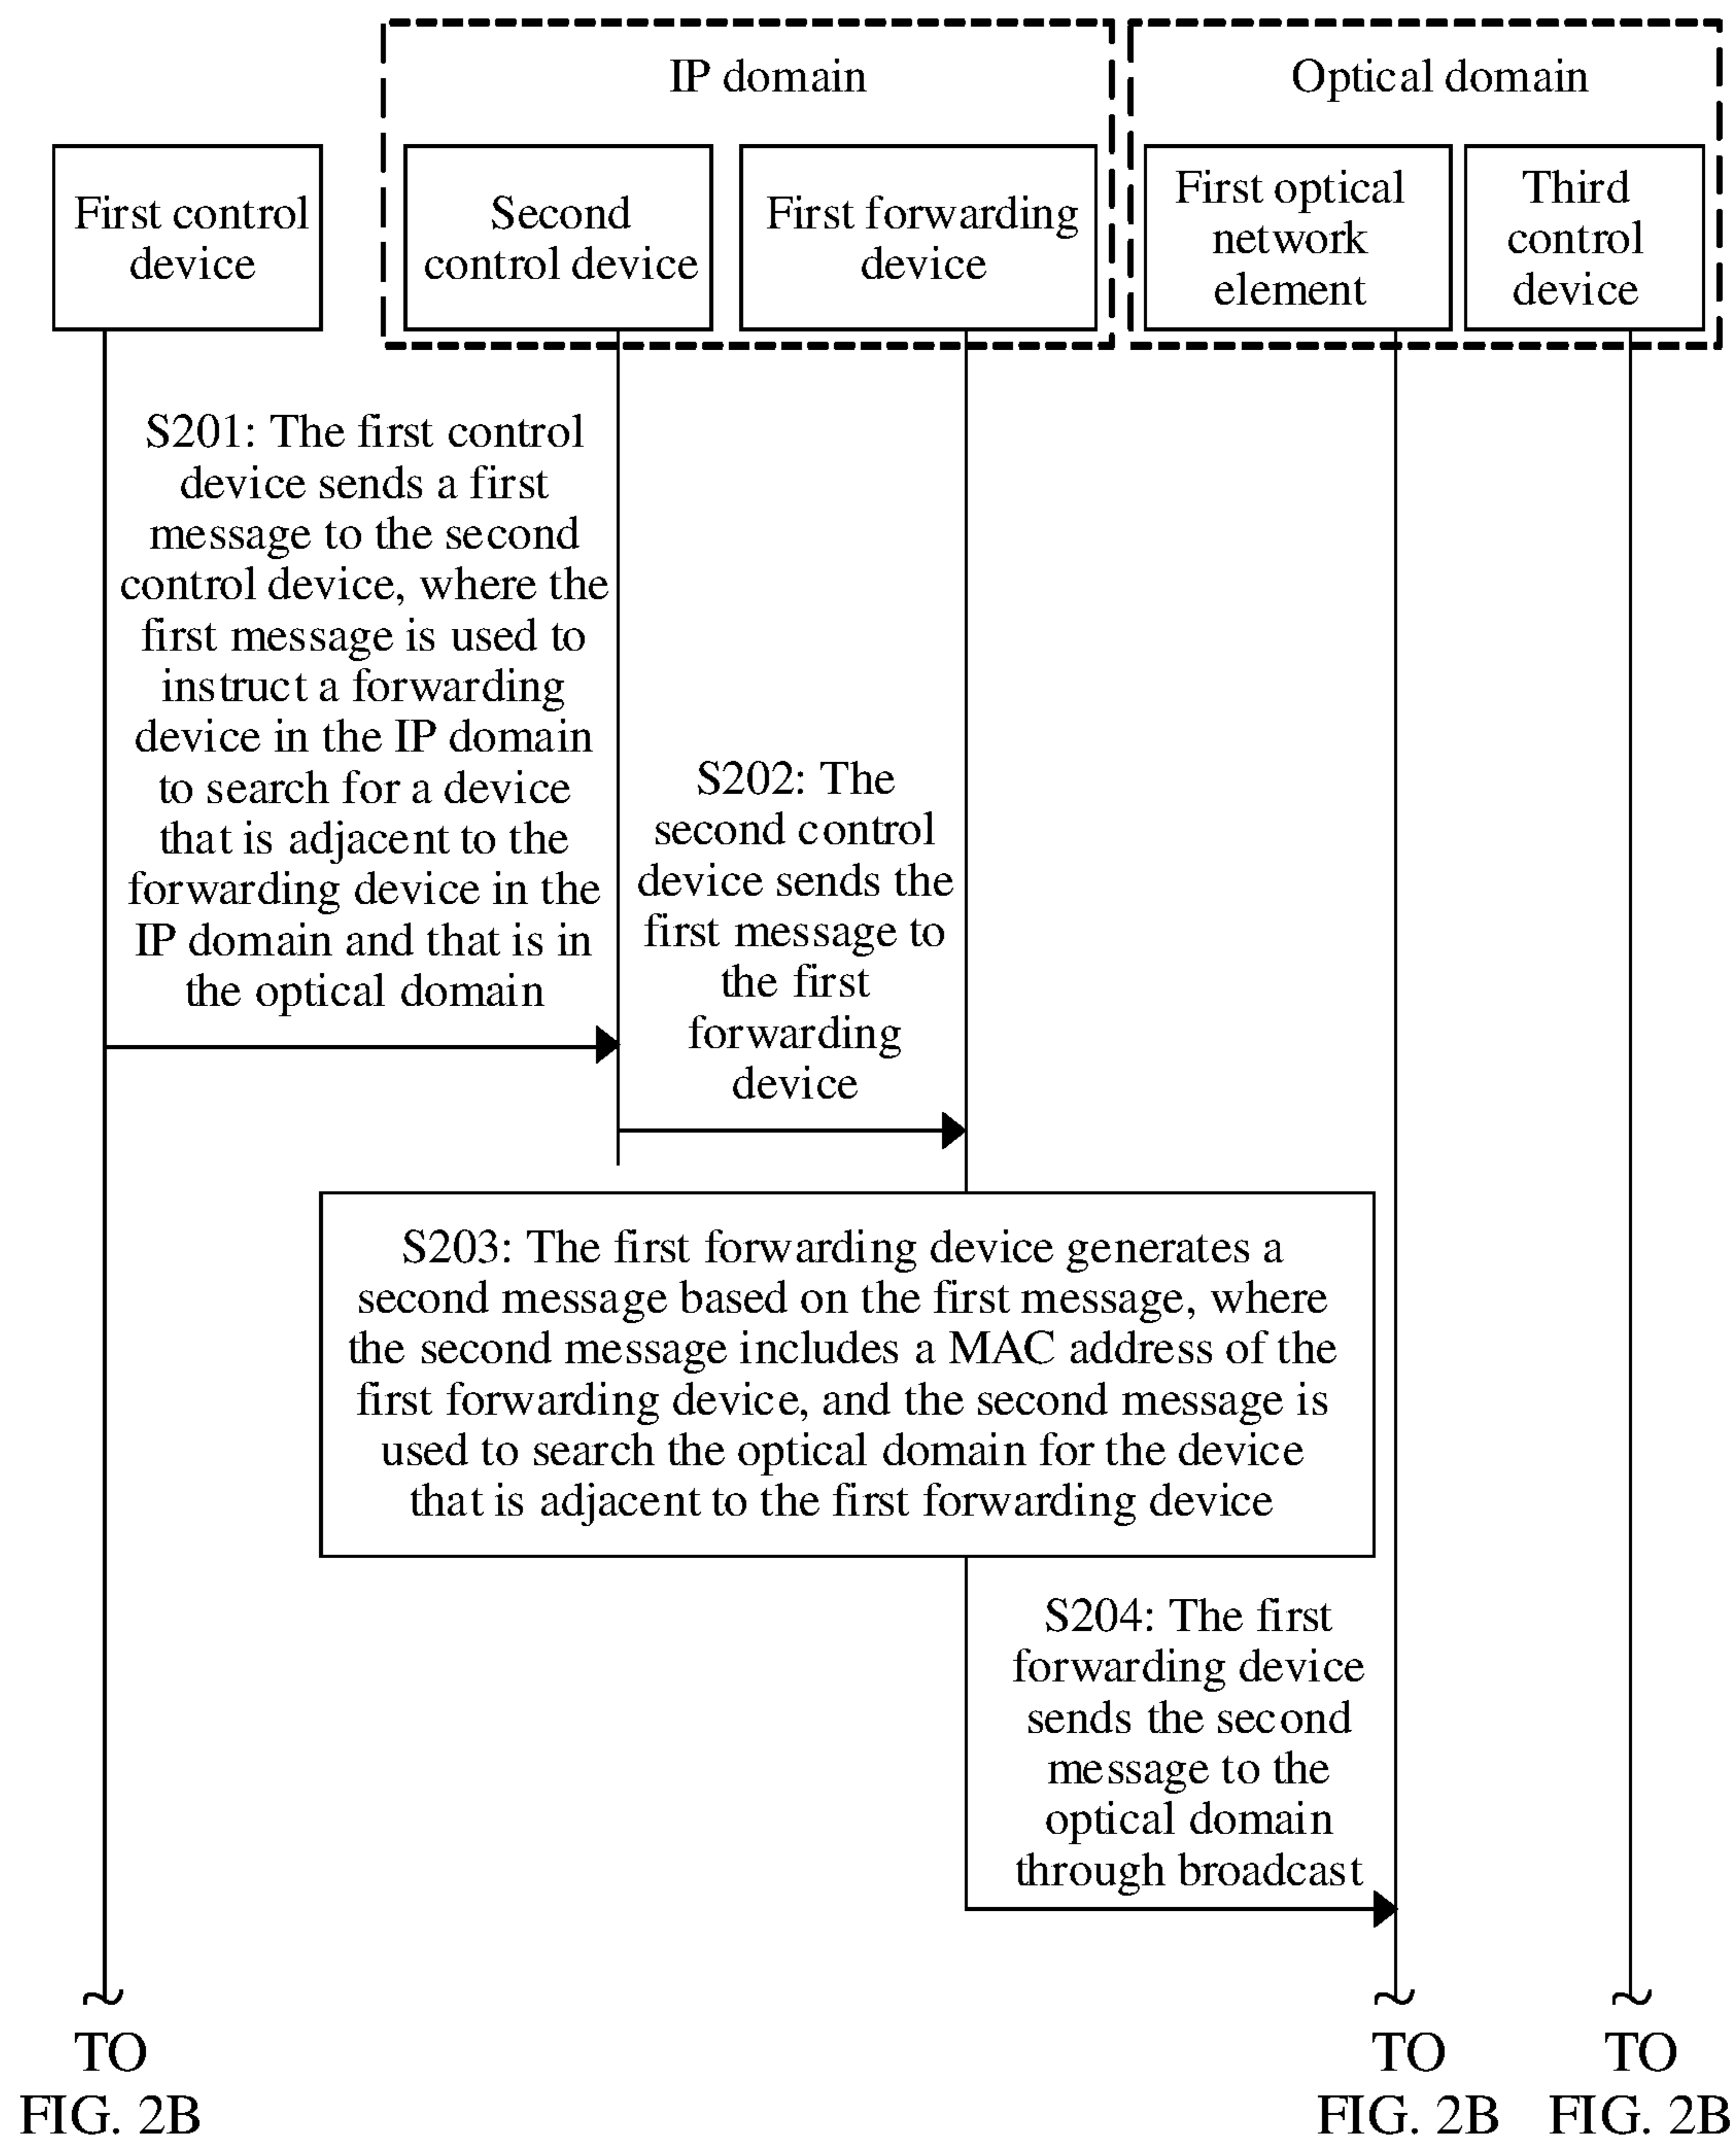 IP domain
Optical domain
First control
device
Second
control device
First forwarding
device
First optical
network
element
Third
control
device
S201: The first control
device sends a first
message to the second
control device, where the
first message is used to
instruct a forwarding
device in the IP domain
to search for a device
that is adjacent to the
forwarding device in the
IP domain and that is in
the optical domain
S202: The
second control
device sends the
first message to
the first
forwarding
device
S203: The first forwarding device generates a
second message based on the first message, where
the second message includes a MAC address of the
first forwarding device, and the second message is
used to search the optical domain for the device
that is adjacent to the first forwarding device
S204: The first
forwarding device
sends the second
message to the
optical domain
through broadcast
TO
FIG. 2B
TO
FIG. 2B
TO
FIG. 2B